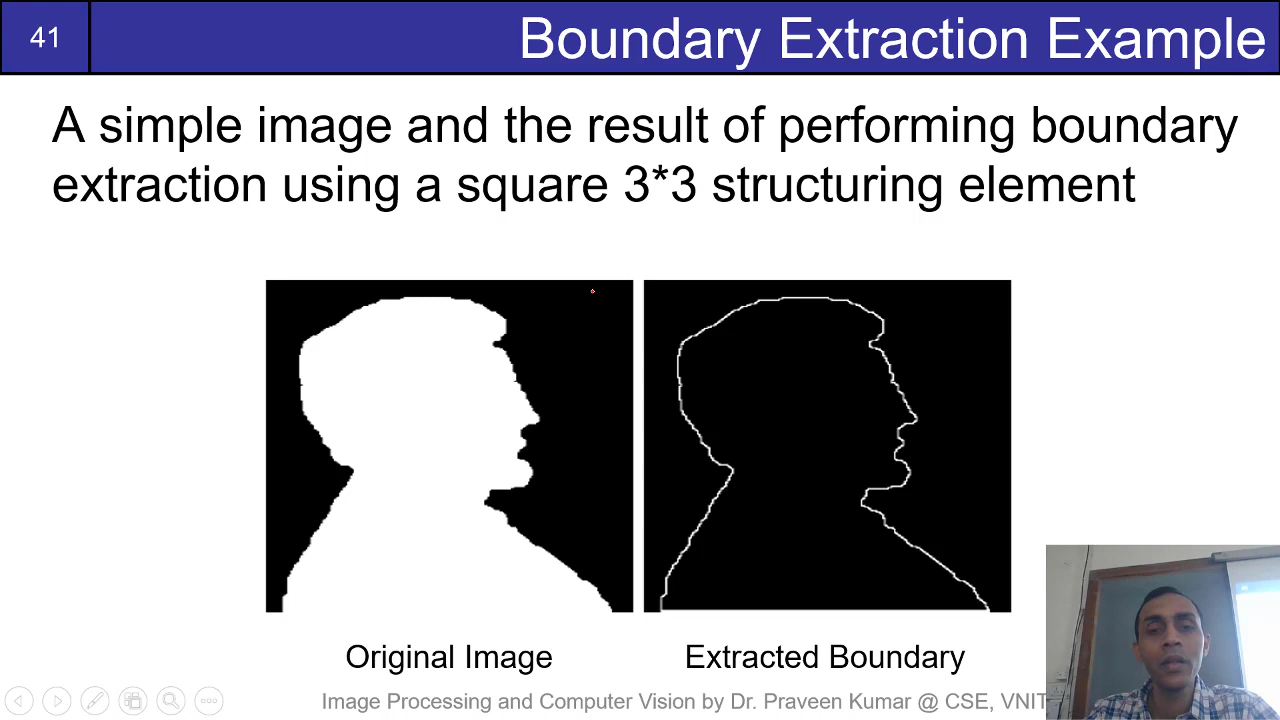 41
Boundary Extraction Example
A simple image and the result of performing boundary
extraction using a square 3*3 structuring element
Original Image
Extracted Boundary
Image Processing and Computer Vision by Dr. Praveen Kumar @ CSE, VNIT